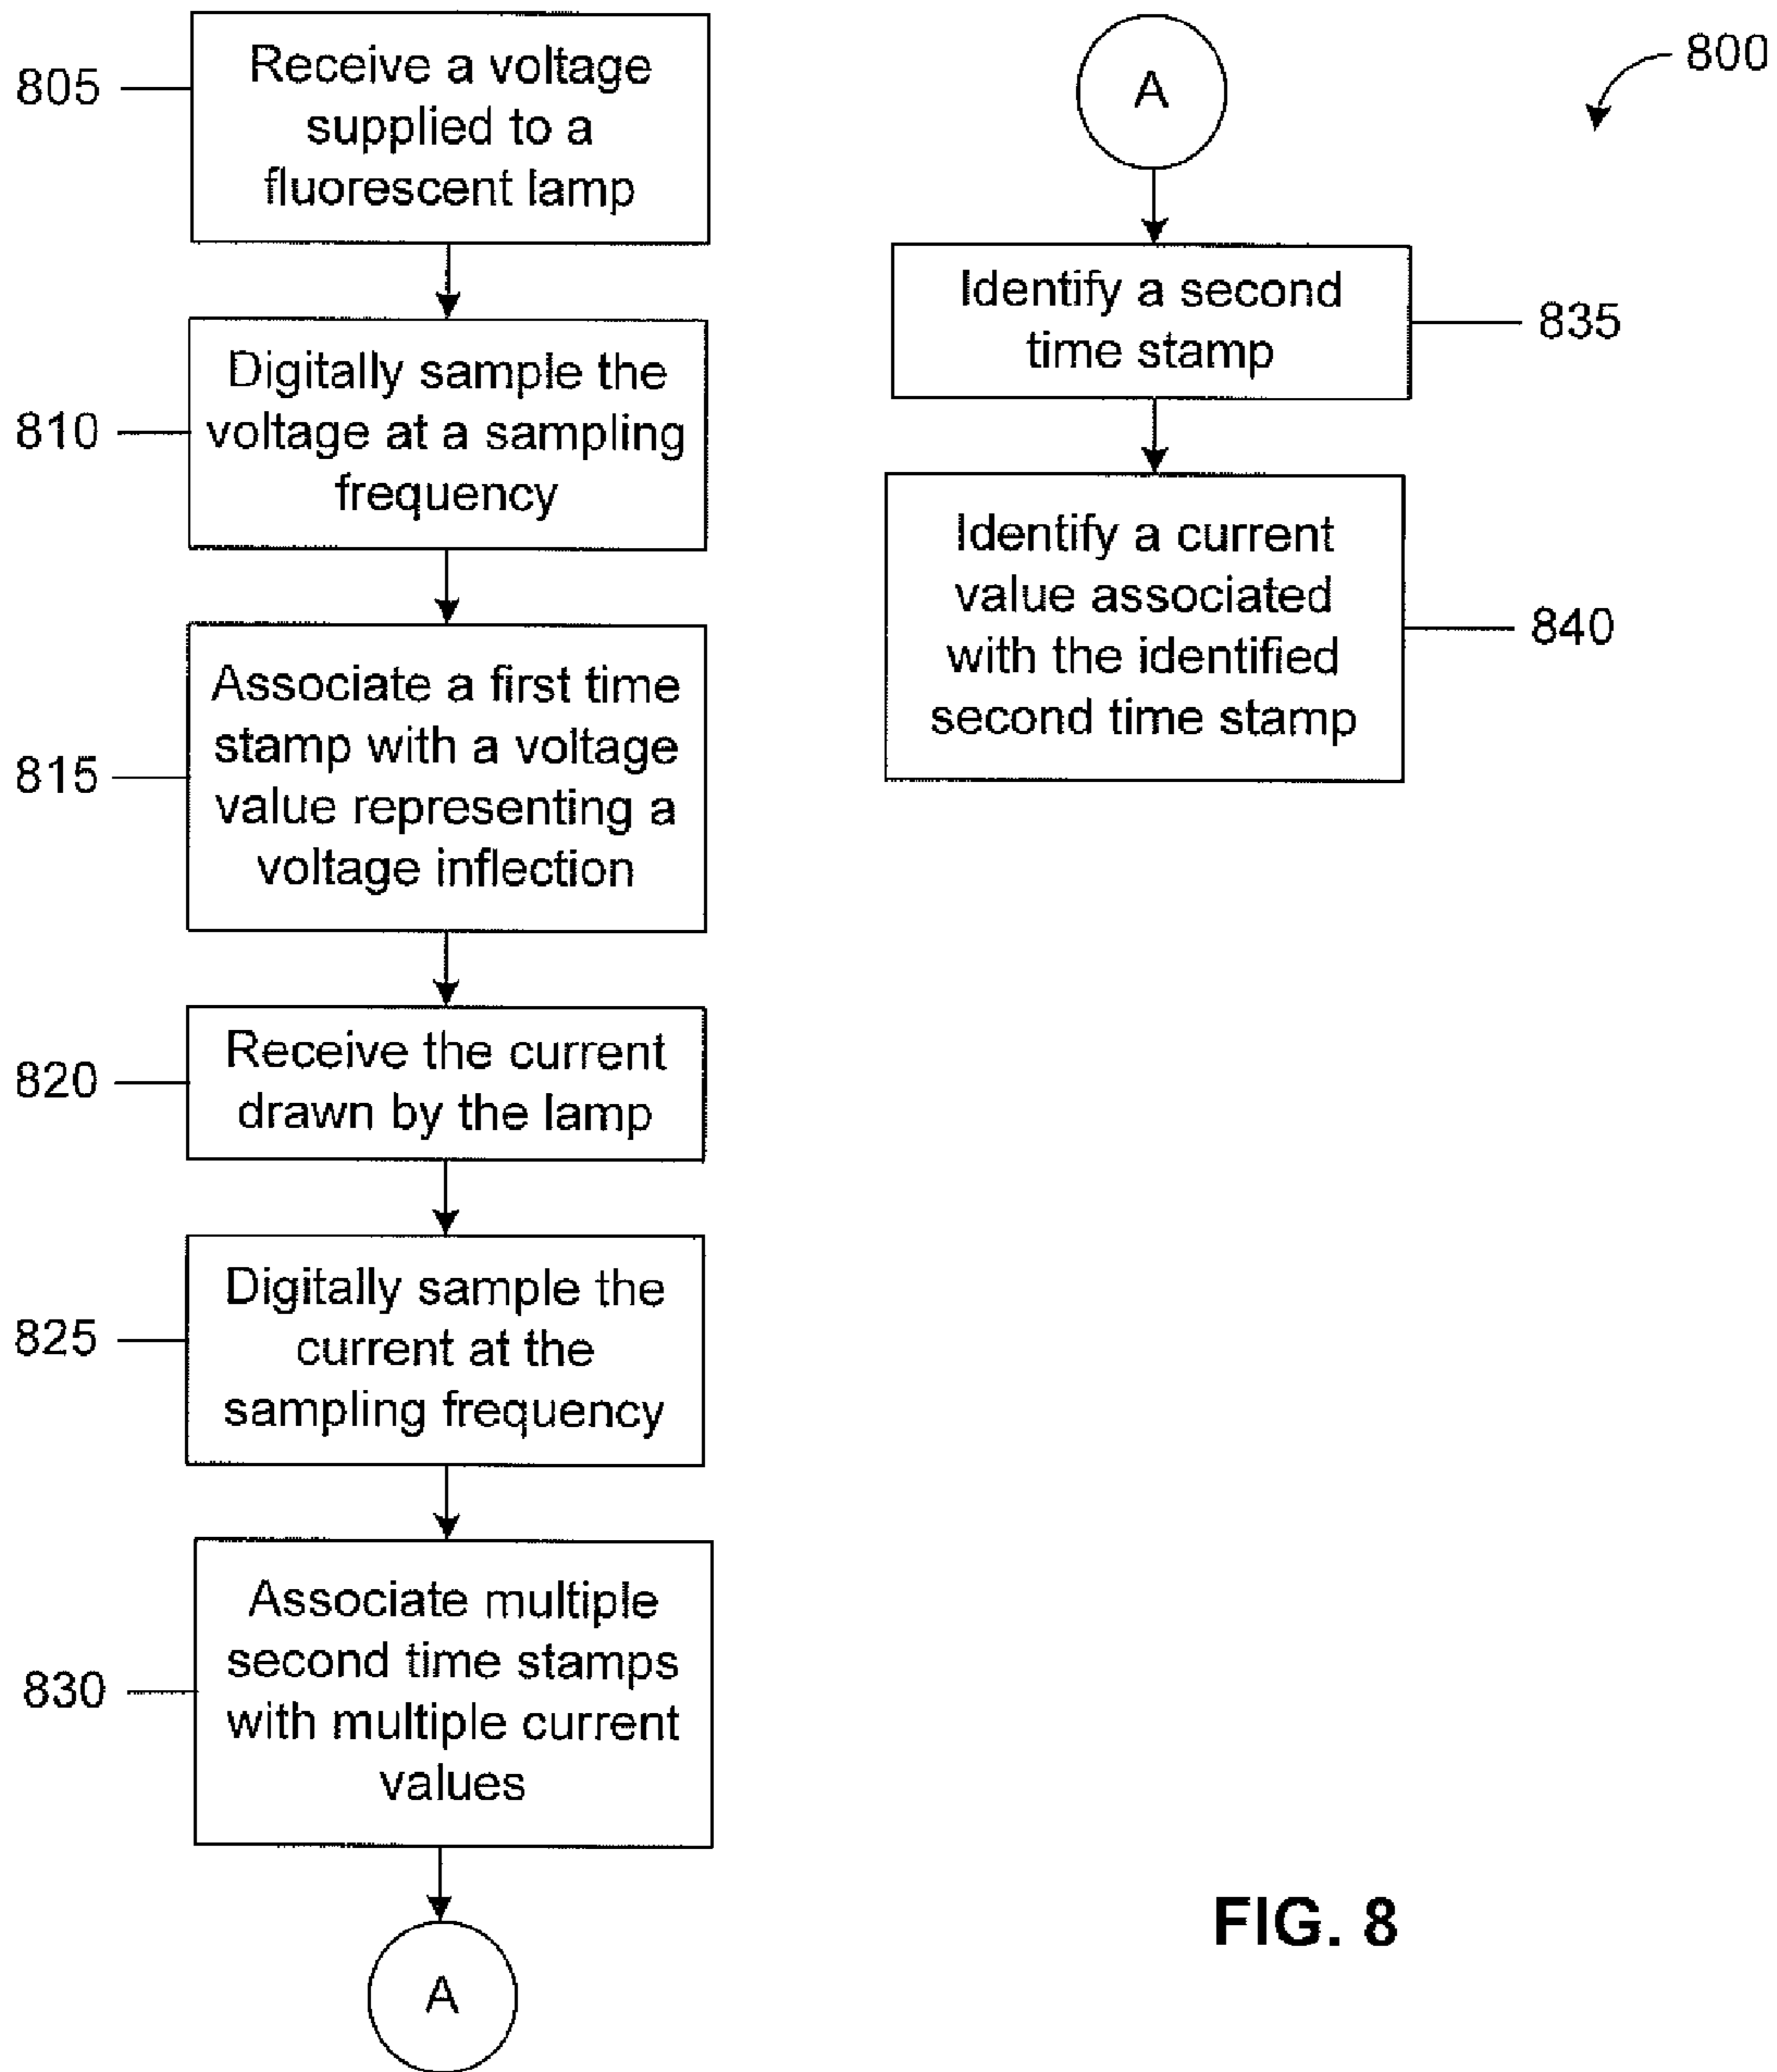 805
Receive a voltage
supplied to a
fluorescent lamp
810
Digitally sample the
voltage at a sampling
frequency
815
Associate a first time
stamp with a voltage
value representing a
voltage inflection
820
Receive the current
drawn by the lamp
825
Digitally sample the
current at the
sampling frequency
830
Associate multiple
second time stamps
with multiple current
values
A
A
800
Identify a second
time stamp
835
Identify a current
value associated
with the identified
second time stamp
840
FIG. 8